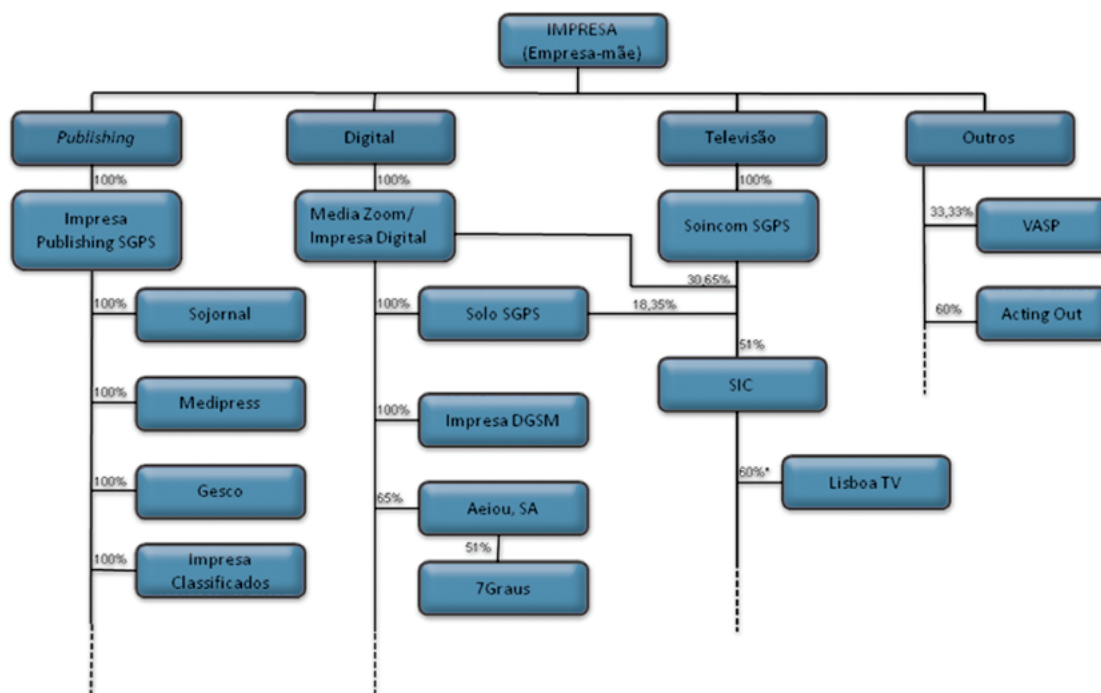 IMPRESA
(Empresa-mãe)
Publishing
Digital
Televisão
Outros
100%
100%
100%
Impresa
Publishing SGPS
Media Zoom/
Impresa Digital
Soincom SGPS
33,33%
VASP
30,65%
100%
Sojornal
100%
Solo SGPS
18,35%
60%
Acting Out
51%
SIC
100%
Medipress
100%
Impresa DGSM
60%*
Lisboa TV
100%
Gesco
65%
Aeiou, SA
51%
100%
Impresa
Classificados
7Graus